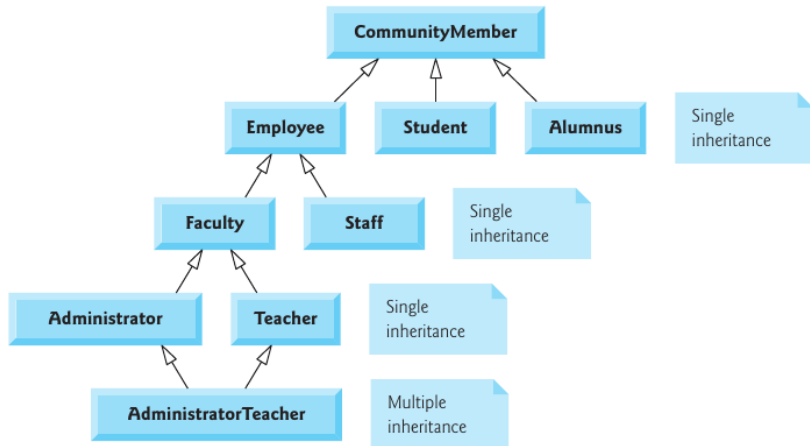 CommunityMember
Employee
Student
Alumnus
Single
inheritance
Faculty
Staff
Single
inheritance
Administrator
Teacher
Single
inheritance
AdministratorTeacher
Multiple
inheritance